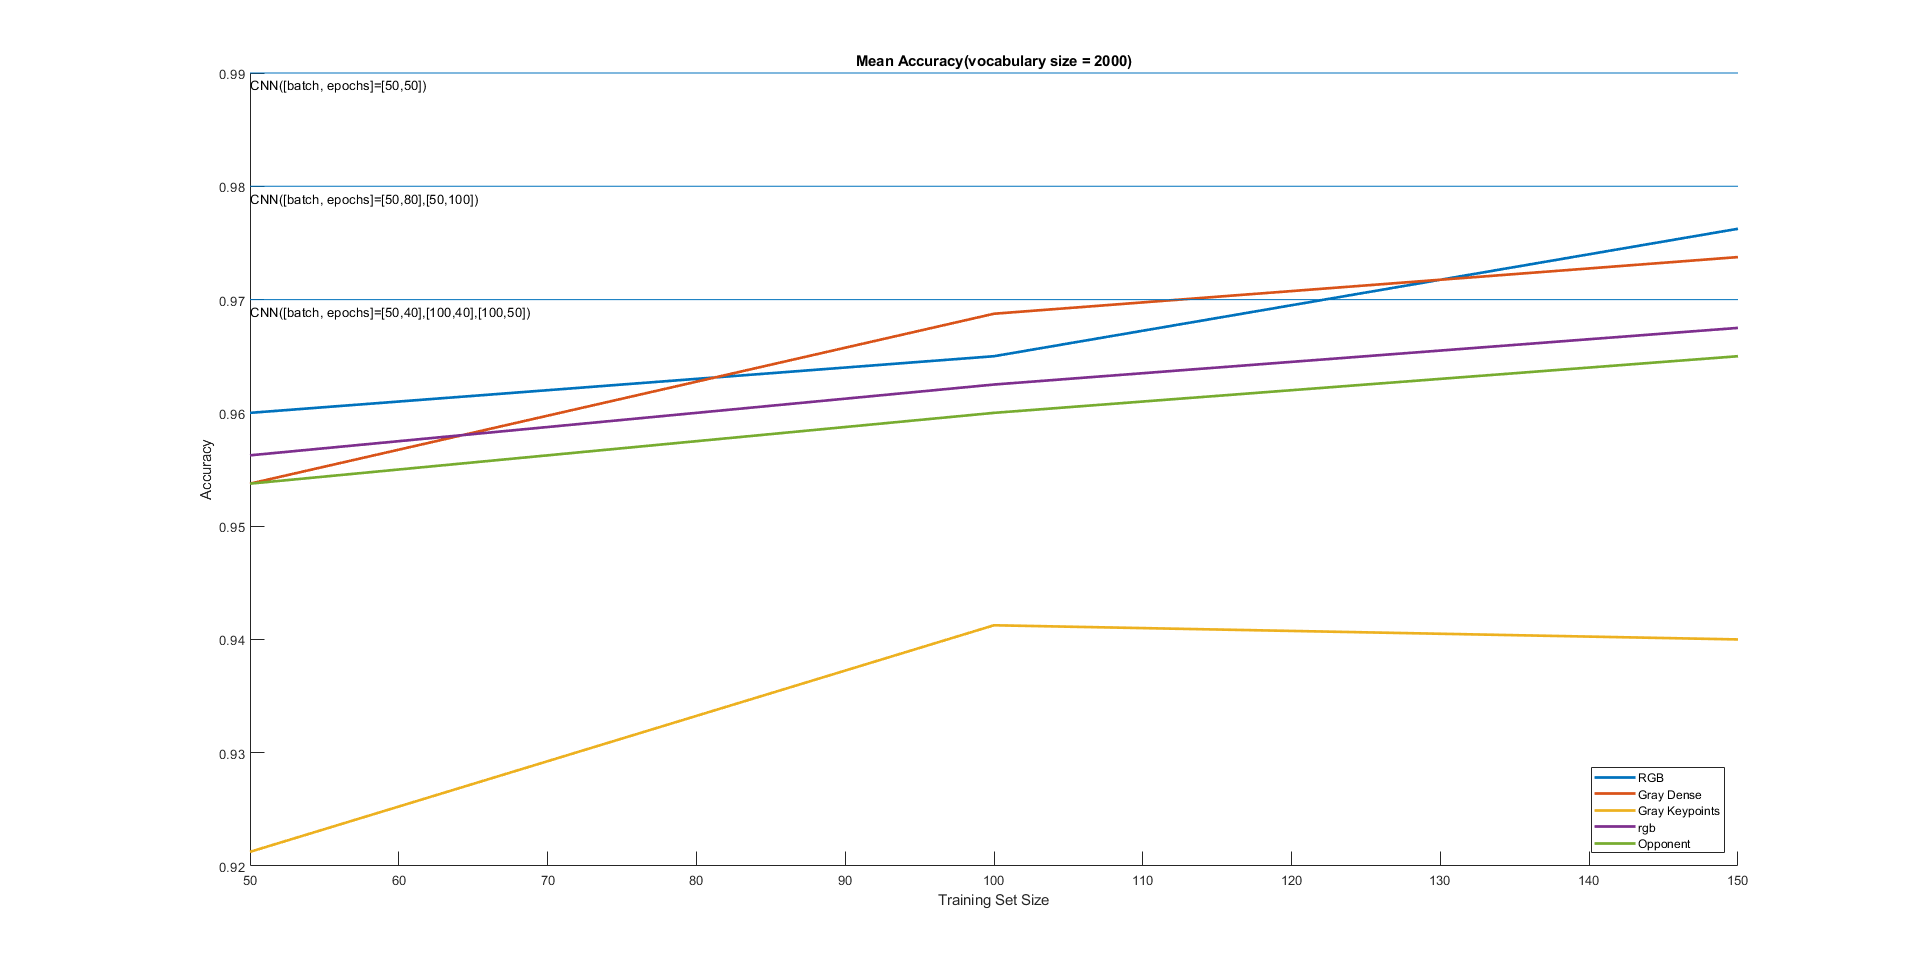 Mean Accuracy(vocabulary size = 2000)
0.99
CNN([batch, epochs]=[50,50])
0.98
CNN([batch, epochs]=[50,80],[50,100])
0.97
CNN([batch, epochs]=[50,40],[100,40],[100,50])
0.96
Accuracy
0.95
0.94
0.93
0.92
RGB
Gray Dense
Gray Keypoints
rgb
Opponent
50 60 70 80 90 100 110 120 130 140 150
Training Set Size